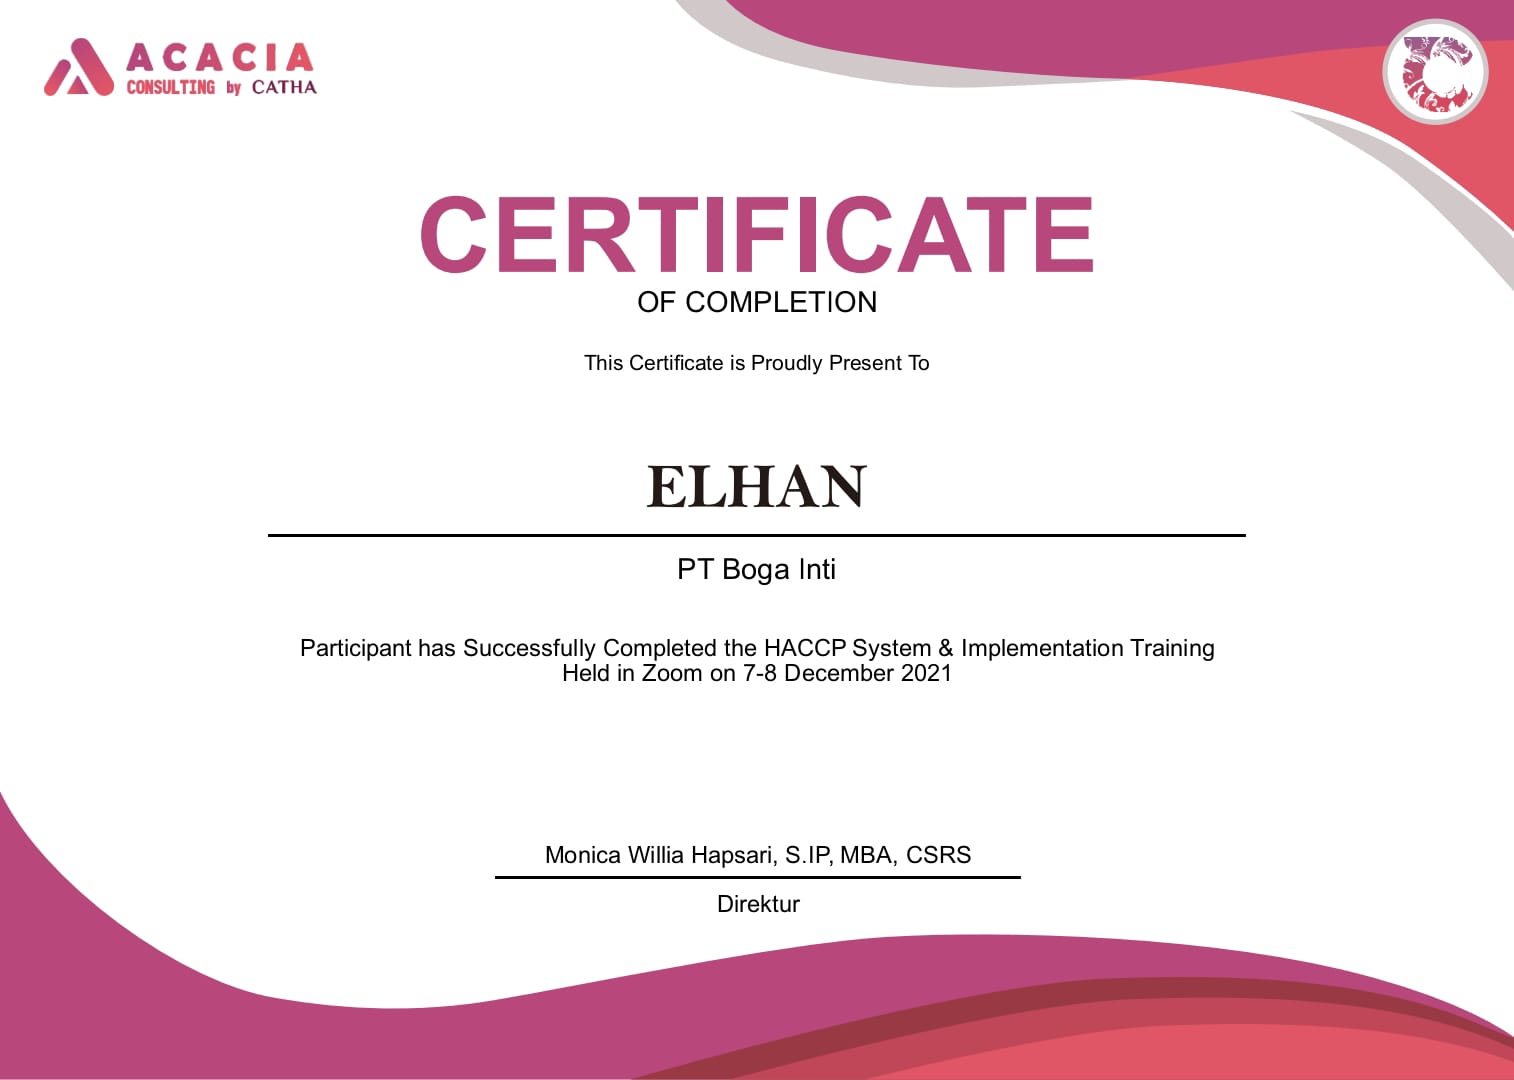 ACACIA
CONSULTING by CATHA
CERTIFICATE
OF COMPLETION
This Certificate is Proudly Present To
ELHAN
PT Boga Inti
Participant has Successfully Completed the HACCP System & Implementation Training
Held in Zoom on 7-8 December 2021
Monica Willia Hapsari, S.IP, MBA, CSRS
Direktur